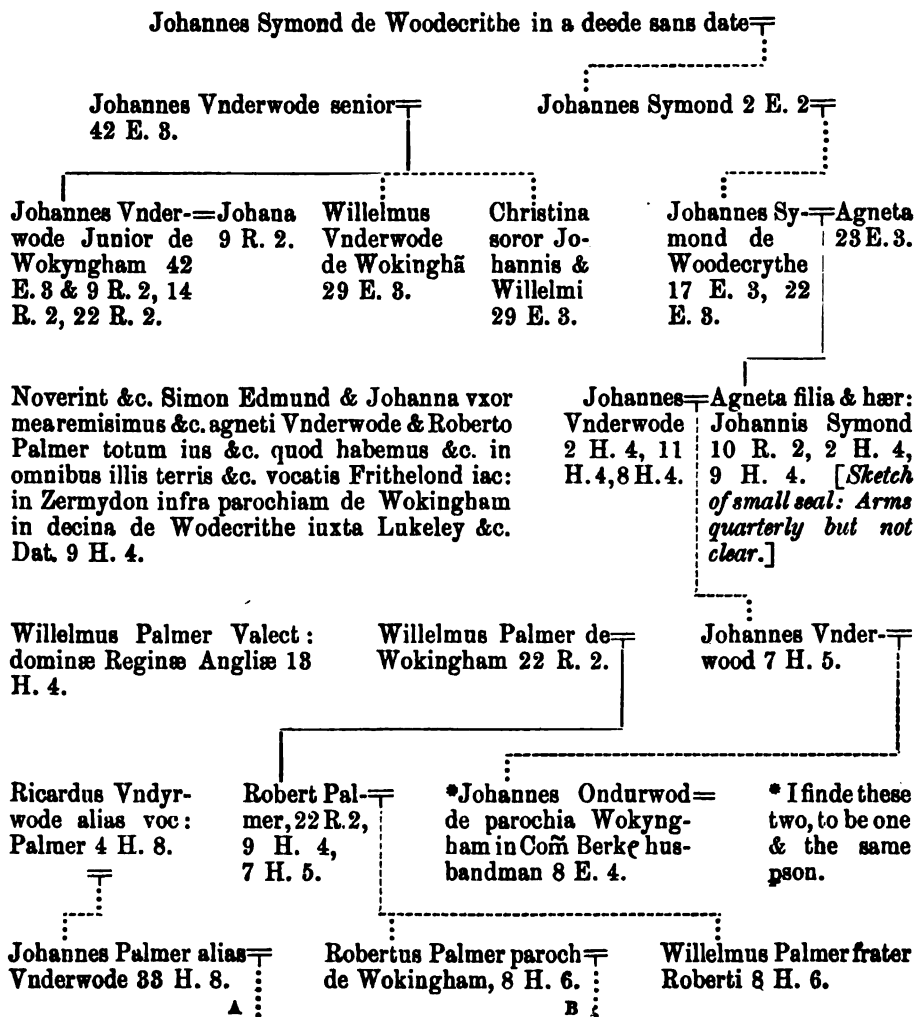 Johannes Symond de Woodecrithe in a deede sans date
Johannes Vnderwode senior
42 E. 3.
Johannes Symond 2 E. 2
Johannes Vnder-
wode Junior de
Wokyngham 42
E. 3 & 9 R. 2, 14
R. 2, 22 R. 2.
Johana
9 R. 2.
Willelmus
Vnderwode
de Wokinghã
29 E. 3.
Christina
soror Jo-
hannis &
Willelmi
29 E. 3.
Johannes Sy-
mond de
Woodecrythe
17 E. 3, 22
E. 3.
Agneta
23 E. 3.
Noverint &c. Simon Edmund & Johanna vxor
mea remisimus &c. agneti Vnderwode & Roberto
Palmer totum ius &c. quod habemus &c. in
omnibus illis terris &c. vocatis Frithelond iac:
in Zermydon infra parochiam de Wokingham
in decina de Wodecrithe iuxta Lukeley &c.
Dat. 9 H. 4.
Johannes
Vnderwode
2 H. 4, 11
H. 4, 8 H. 4.
Agneta filia & hær:
Johannis Symond
10 R. 2, 2 H. 4,
9 H. 4. [Sketch
of small seal: Arms
quarterly but not
clear.]
Willelmus Palmer Valect:
dominæ Reginæ Angliæ 13
H. 4.
Willelmus Palmer de
Wokingham 22 R. 2.
Johannes Vnder-
wood 7 H. 5.
Ricardus Vndyr-
wode alias voc:
Palmer 4 H. 8.
Robert Pal-
mer, 22 R. 2,
9 H. 4,
7 H. 5.
*Johannes Ondurwod
de parochia Wokyng-
ham in Com̃ Berkꝭ hus-
bandman 8 E. 4.
* I finde these
two, to be one
& the same
ꝑson.
Johannes Palmer alias
Vnderwode 33 H. 8.
A
Robertus Palmer paroch
de Wokingham, 8 H. 6.
B
Willelmus Palmer frater
Roberti 8 H. 6.